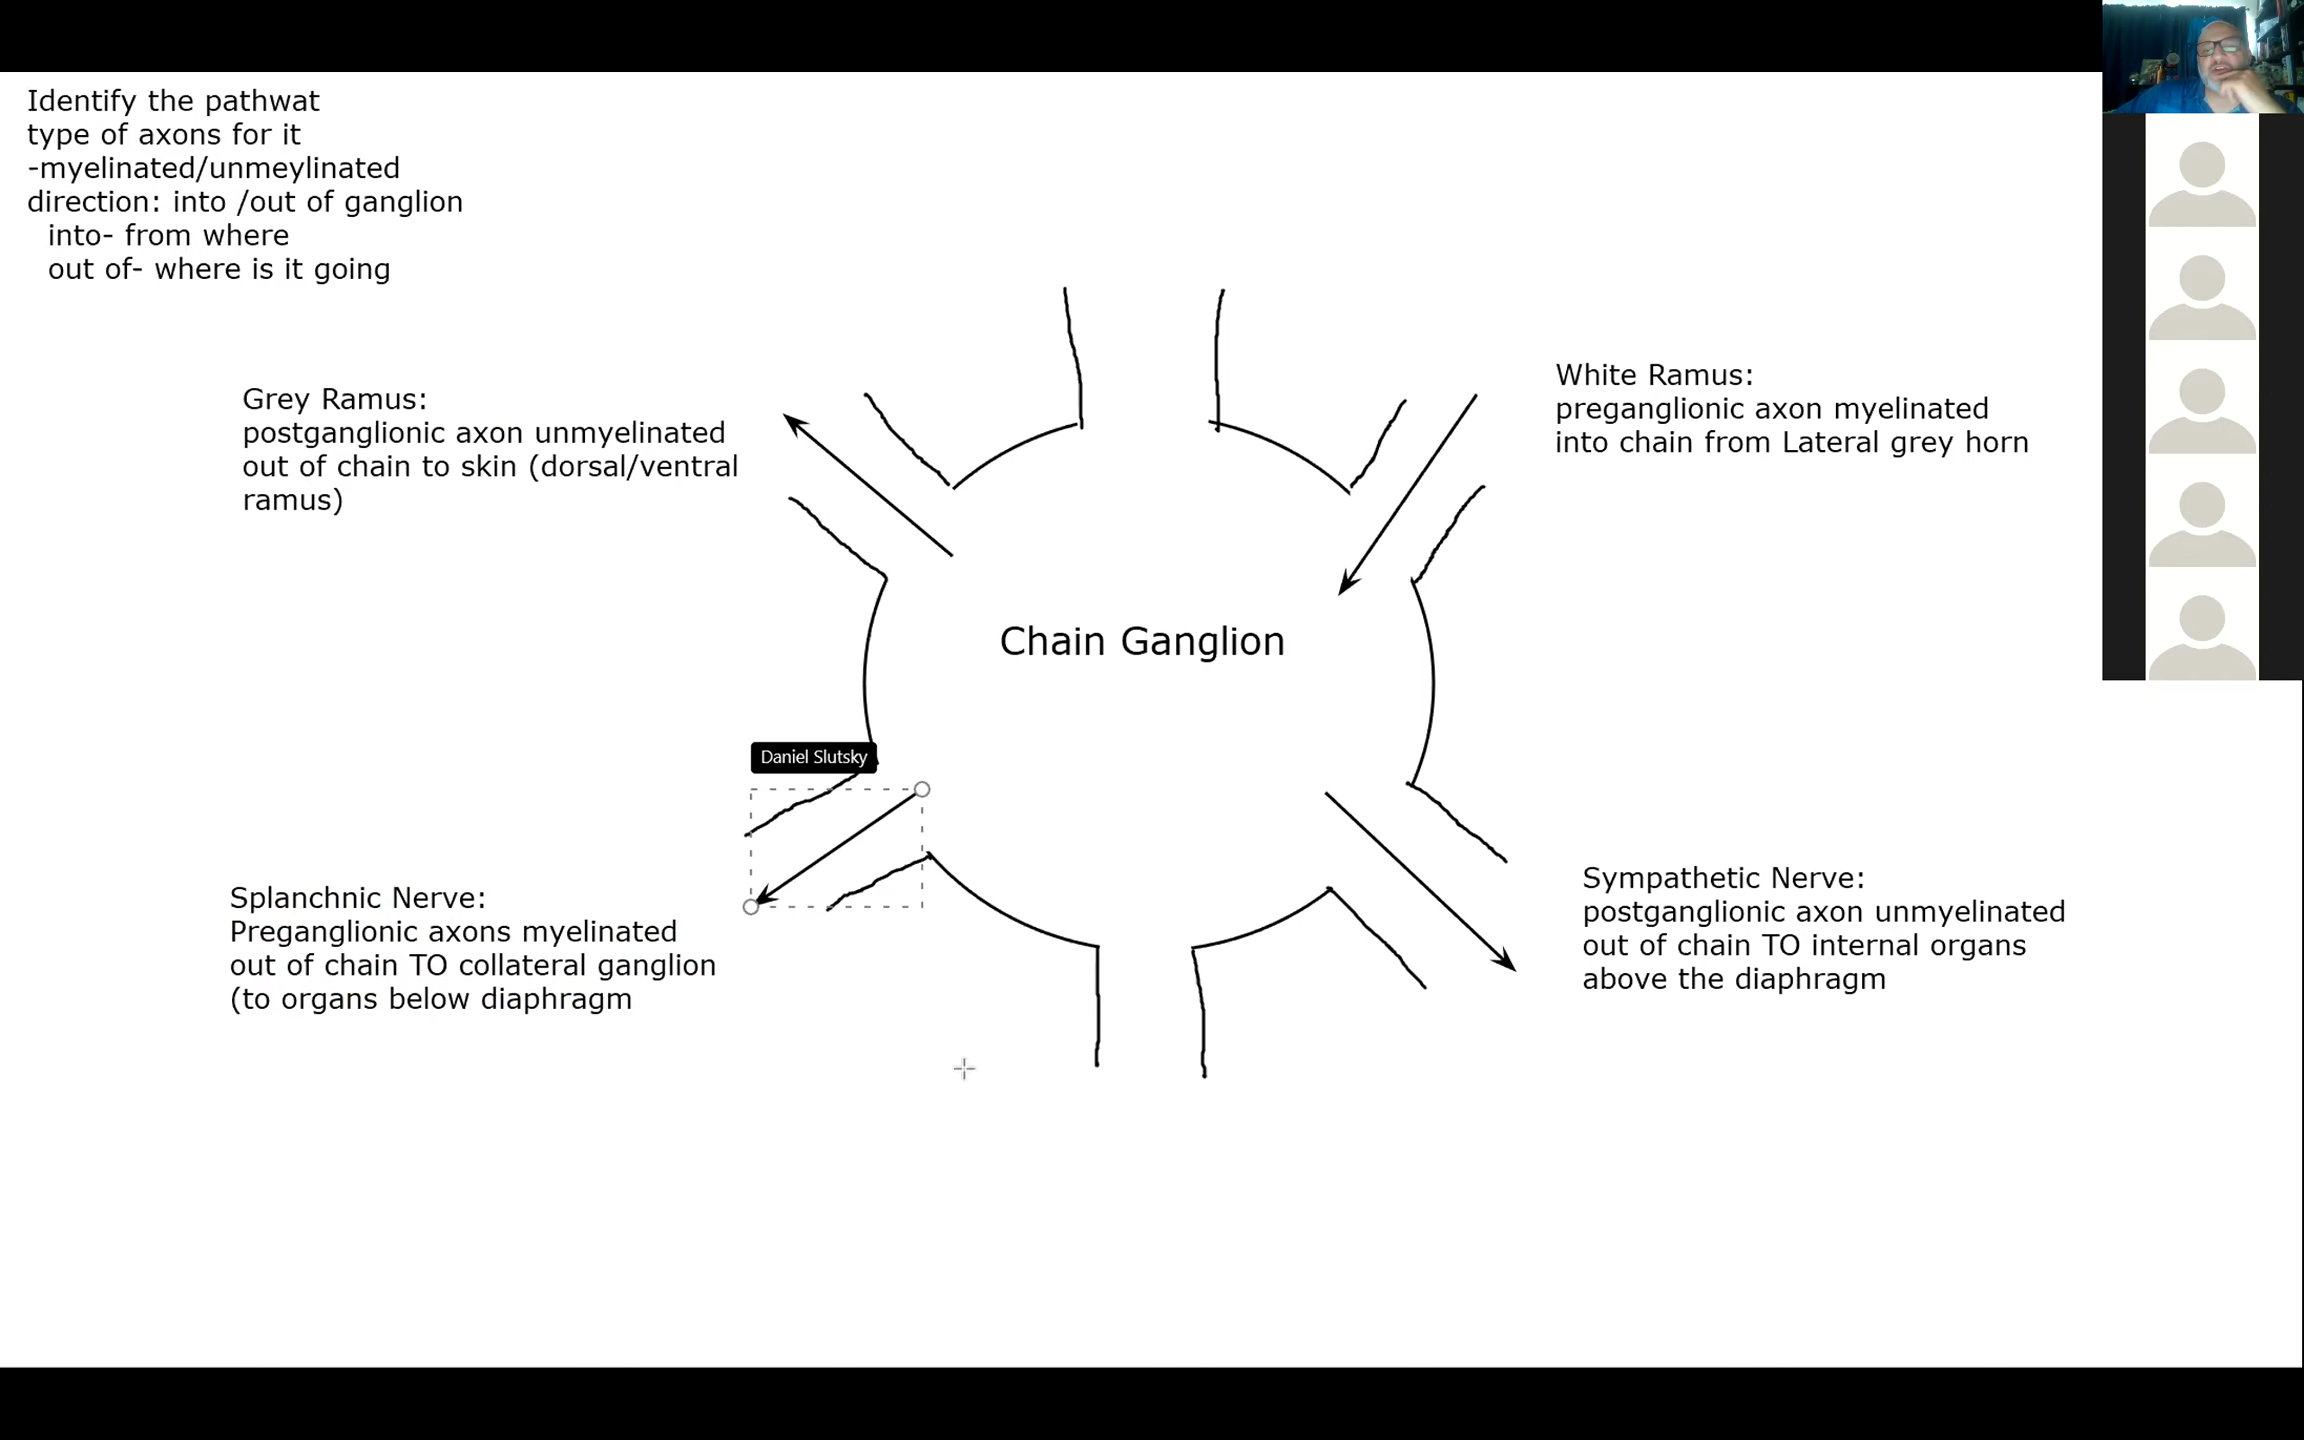 Identify the pathwat
type of axons for it
-myelinated/unmeylinated
direction: into /out of ganglion
into- from where
out of- where is it going
Grey Ramus:
postganglionic axon unmyelinated
out of chain to skin (dorsal/ventral
ramus)
White Ramus:
preganglionic axon myelinated
into chain from Lateral grey horn
Chain Ganglion
Daniel Slutsky
Splanchnic Nerve:
Preganglionic axons myelinated
out of chain TO collateral ganglion
(to organs below diaphragm
Sympathetic Nerve:
postganglionic axon unmyelinated
out of chain TO internal organs
above the diaphragm